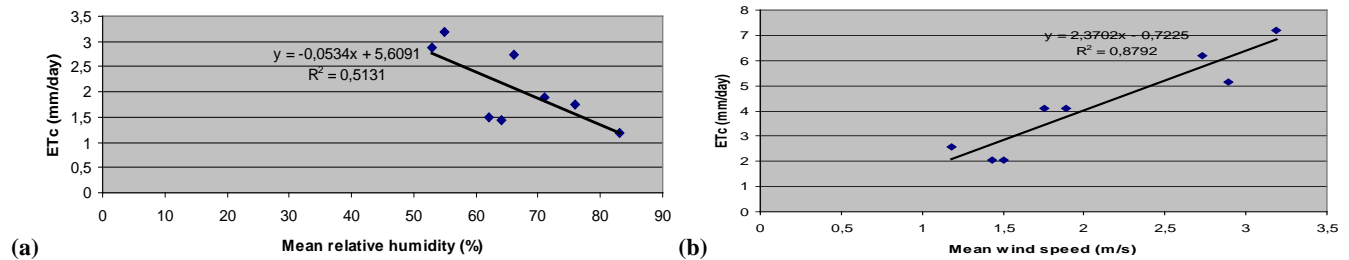 3,5
3
2,5
2
1,5
1
0,5
0
ETc (mm/day)
y = -0,0534x + 5,6091
R² = 0,5131
0 10 20 30 40 50 60 70 80 90
Mean relative humidity (%)
(a)
8
7
6
5
4
3
2
1
0
ETc (mm/day)
y = 2,3702x - 0,7225
R² = 0,8792
0 0,5 1 1,5 2 2,5 3 3,5
Mean wind speed (m/s)
(b)